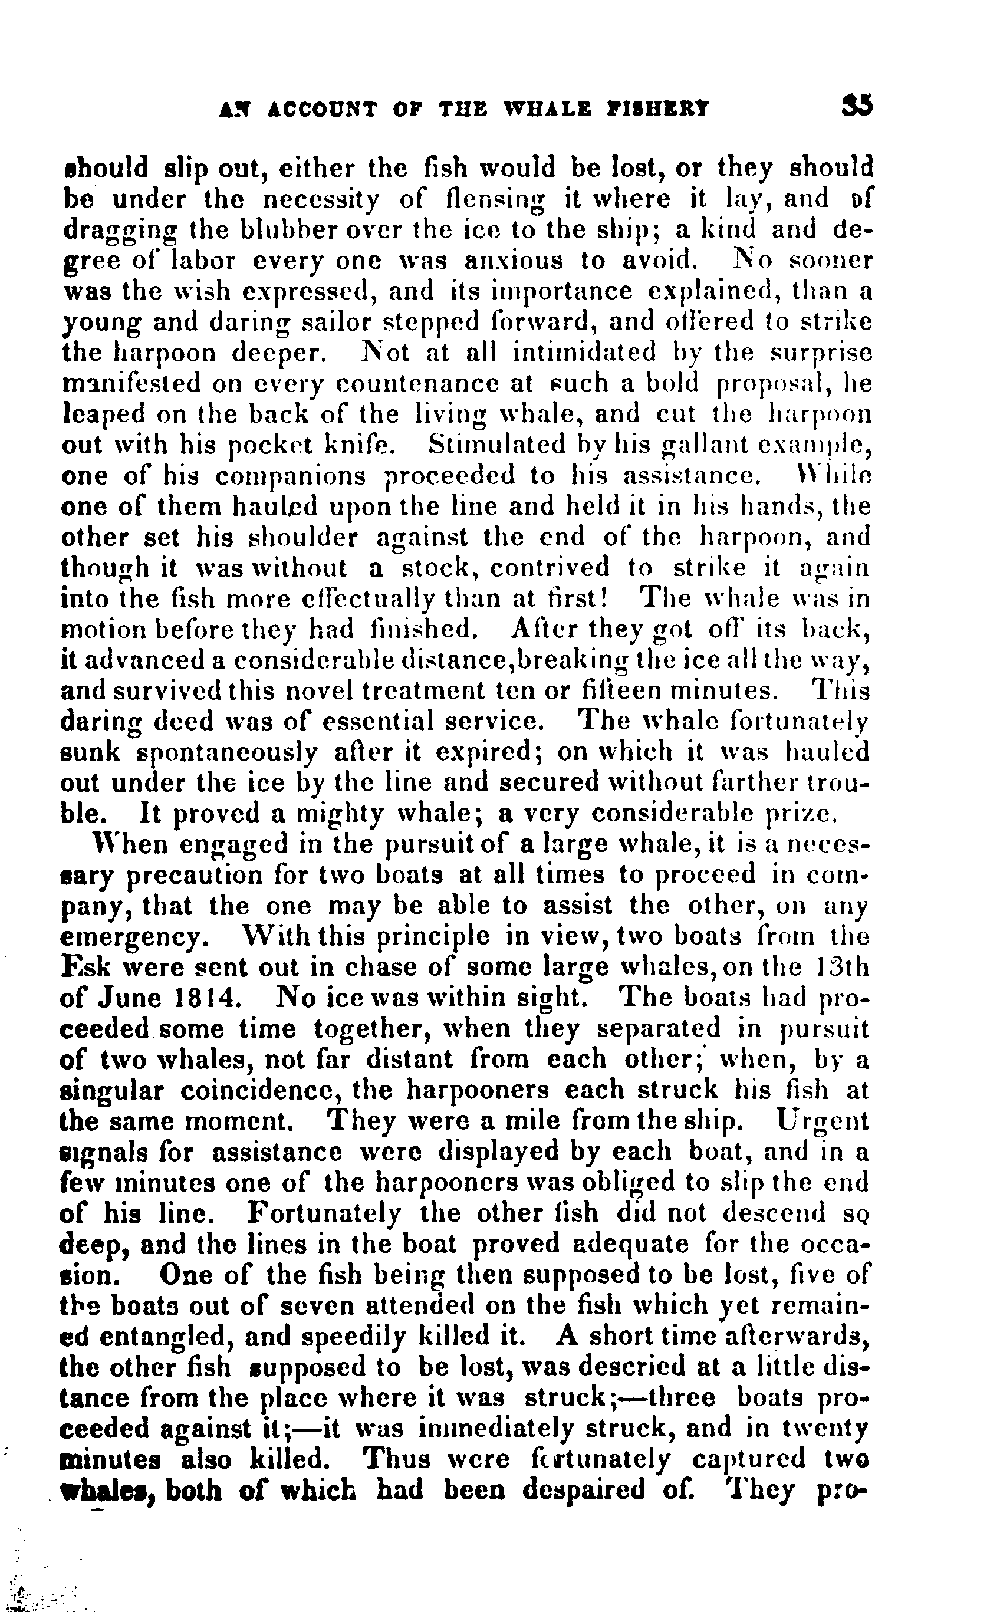 AN ACCOUNT OF THE WHALE FISHERY 35
should slip out, either the fish would be lost, or they should
be under the necessity of flensing it where it lay, and of
dragging the blubber over the ice to the ship; a kind and de-
gree of labor every one was anxious to avoid. No sooner
was the wish expressed, and its importance explained, than a
young and daring sailor stepped forward, and offered to strike
the harpoon deeper. Not at all intimidated by the surprise
manifested on every countenance at such a bold proposal, he
leaped on the back of the living whale, and cut the harpoon
out with his pocket knife. Stimulated by his gallant example,
one of his companions proceeded to his assistance. While
one of them hauled upon the line and held it in his hands, the
other set his shoulder against the end of the harpoon, and
though it was without a stock, contrived to strike it again
into the fish more effectually than at first! The whale was in
motion before they had finished. After they got off its back,
it advanced a considerable distance,breaking the ice all the way,
and survived this novel treatment ten or fifteen minutes. This
daring deed was of essential service. The whale fortunately
sunk spontaneously after it expired; on which it was hauled
out under the ice by the line and secured without farther trou-
ble. It proved a mighty whale; a very considerable prize.
When engaged in the pursuit of a large whale, it is a neces-
sary precaution for two boats at all times to proceed in com-
pany, that the one may be able to assist the other, on any
emergency. With this principle in view, two boats from the
Esk were sent out in chase of some large whales, on the 13th
of June 1814. No ice was within sight. The boats had pro-
ceeded some time together, when they separated in pursuit
of two whales, not far distant from each other; when, by a
singular coincidence, the harpooners each struck his fish at
the same moment. They were a mile from the ship. Urgent
signals for assistance were displayed by each boat, and in a
few minutes one of the harpooners was obliged to slip the end
of his line. Fortunately the other fish did not descend so
deep, and the lines in the boat proved adequate for the occa-
sion. One of the fish being then supposed to be lost, five of
the boats out of seven attended on the fish which yet remain-
ed entangled, and speedily killed it. A short time afterwards,
the other fish supposed to be lost, was descried at a little dis-
tance from the place where it was struck;—three boats pro-
ceeded against it;—it was immediately struck, and in twenty
minutes also killed. Thus were fortunately captured two
whales, both of which had been despaired of. They pro-